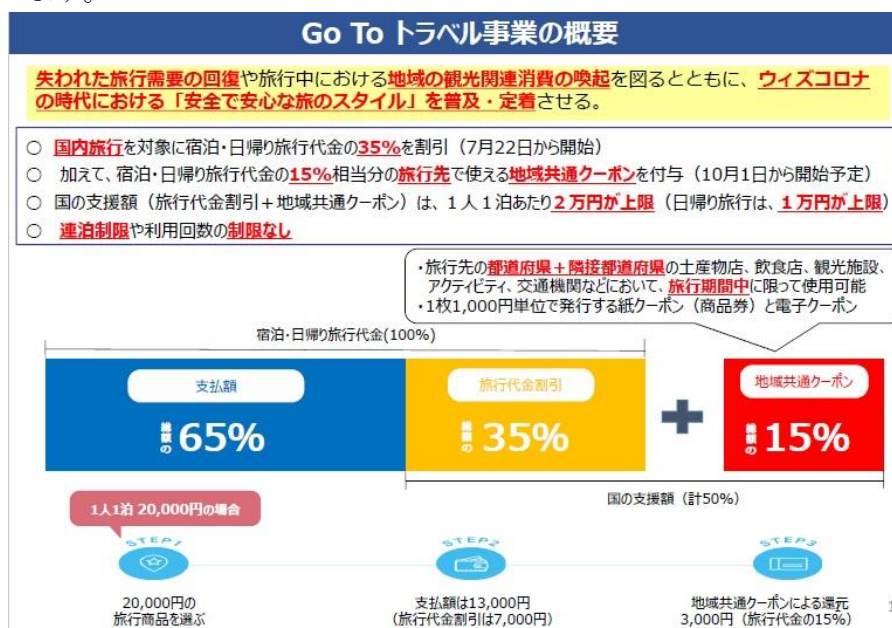 Go To トラベル事業の概要
失われた旅行需要の回復や旅行中における地域の観光関連消費の喚起を図るとともに、ウィズコロナ
の時代における「安全で安心な旅のスタイル」を普及・定着させる。
○ 国内旅行を対象に宿泊・日帰り旅行代金の35%を割引（7月22日から開始）
○ 加えて、宿泊・日帰り旅行代金の15%相当分の旅行先で使える地域共通クーポンを付与（10月1日から開始予定）
○ 国の支援額（旅行代金割引＋地域共通クーポン）は、1人1泊あたり2万円が上限（日帰り旅行は、1万円が上限）
○ 連泊制限や利用回数の制限なし
・旅行先の都道府県＋隣接都道府県の土産物店、飲食店、観光施設、
アクティビティ、交通機関などにおいて、旅行期間中に限って使用可能
・1枚1,000円単位で発行する紙クーポン（商品券）と電子クーポン
宿泊・日帰り旅行代金(100%)
支払額
総額の65%
旅行代金割引
総額の35%
地域共通クーポン
総額の15%
国の支援額（計50%）
1人1泊 20,000円の場合
STEP1
20,000円の
旅行商品を選ぶ
STEP2
支払額は13,000円
（旅行代金割引は7,000円）
STEP3
地域共通クーポンによる還元
3,000円（旅行代金の15%）
1